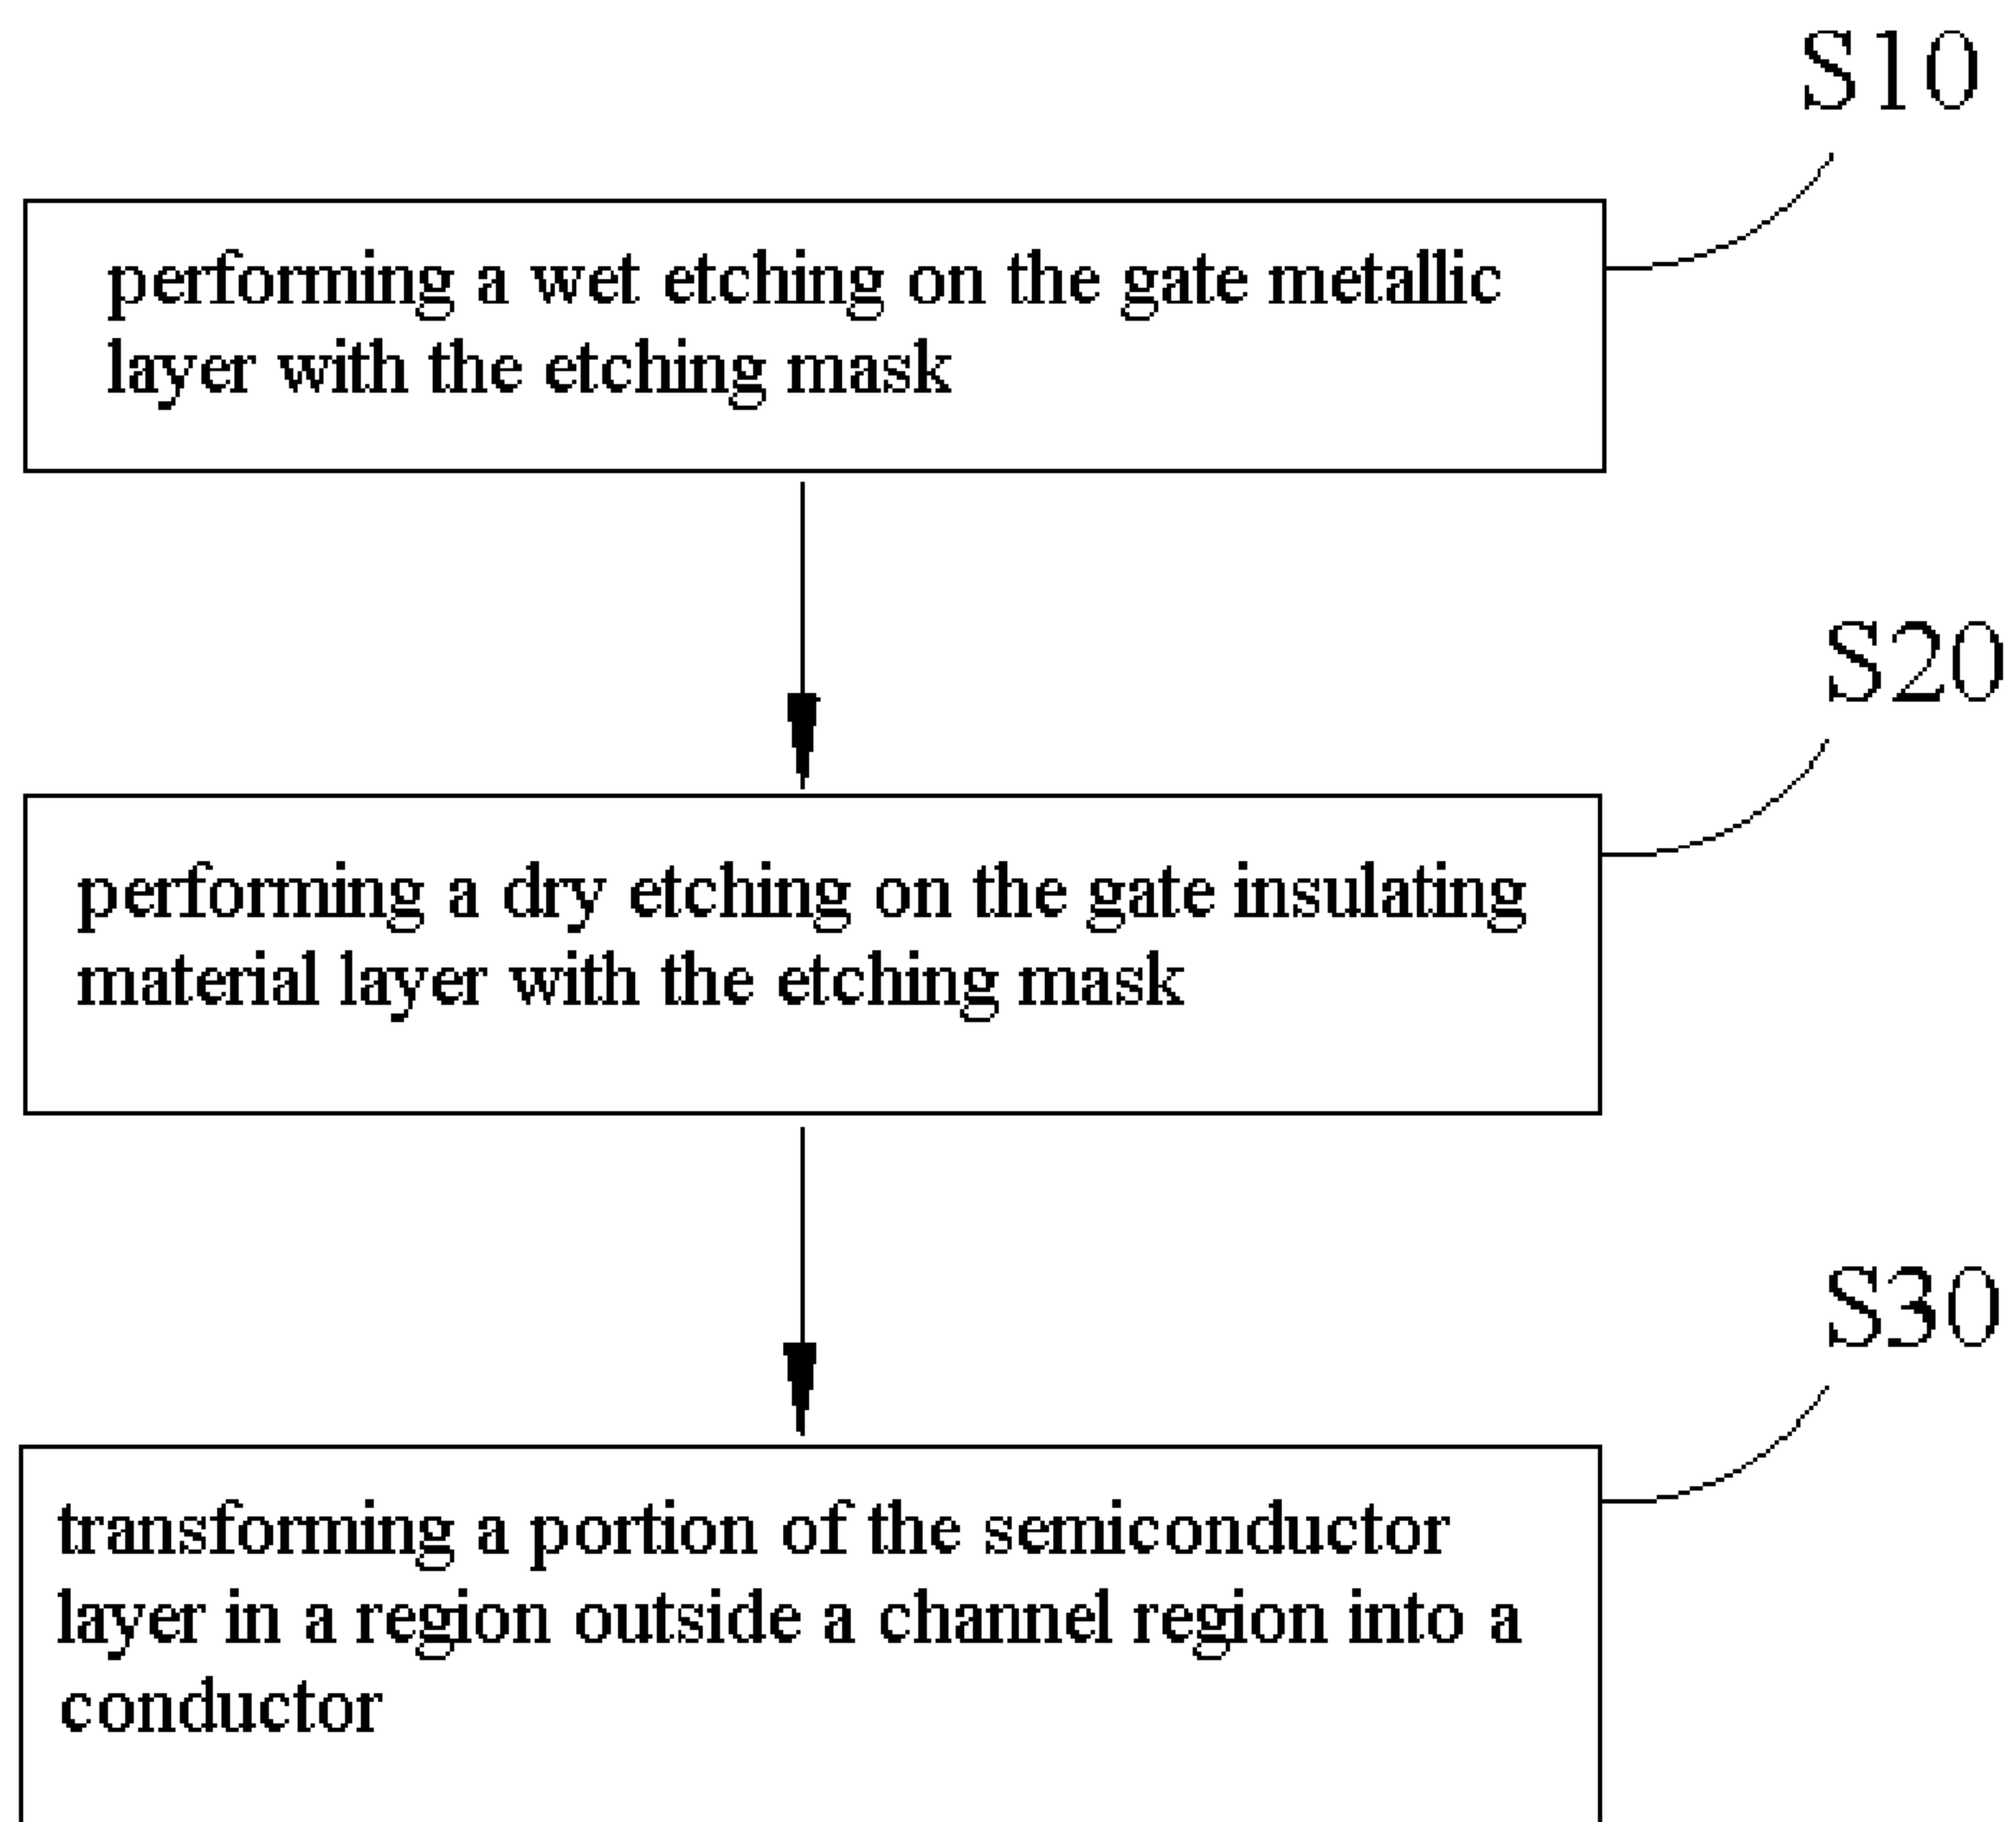 S10
performing a wet etching on the gate metallic
layer with the etching mask
S20
performing a dry etching on the gate insulating
material layer with the etching mask
S30
transforming a portion of the semiconductor
layer in a region outside a channel region into a
conductor